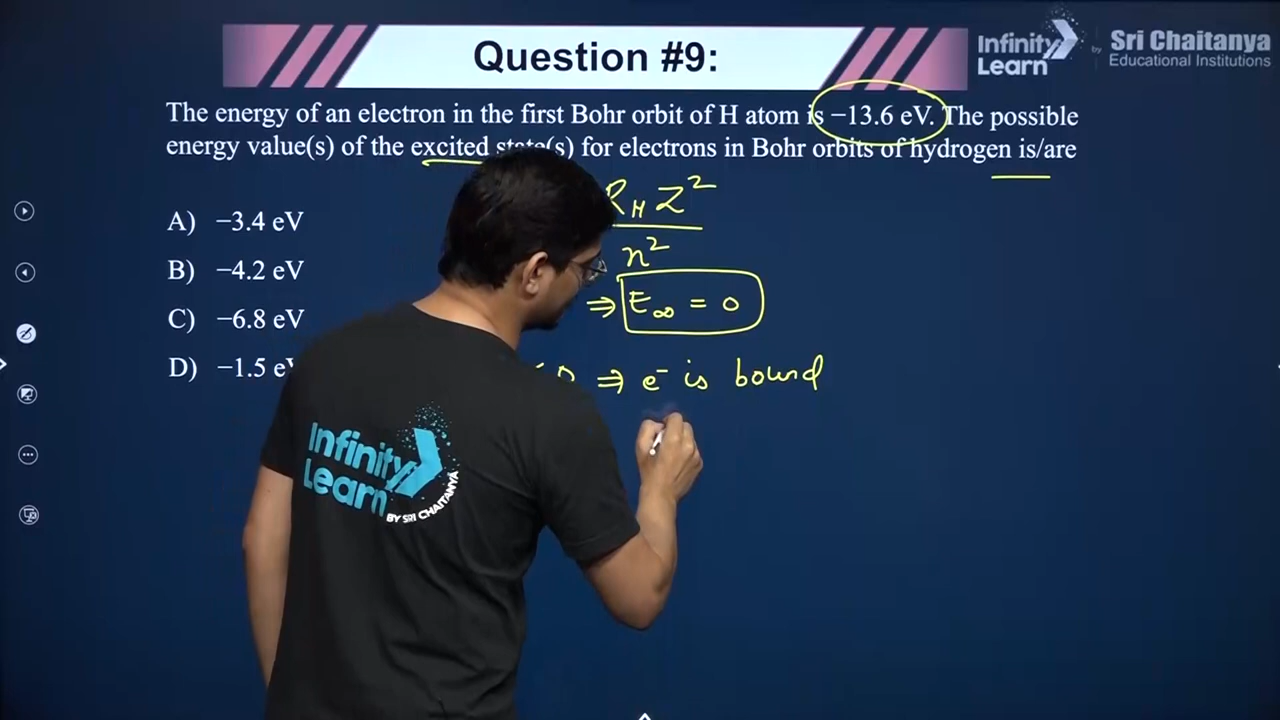 Question #9:
Infinity Learn by Sri Chaitanya Educational Institutions
The energy of an electron in the first Bohr orbit of H atom is −13.6 eV. The possible
energy value(s) of the excited state(s) for electrons in Bohr orbits of hydrogen is/are
A) −3.4 eV
B) −4.2 eV
C) −6.8 eV
D) −1.5 e
R_H Z²
n²
⇒ E∞ = 0
⇒ e⁻ is bound
Infinity
Learn
BY SRI CHAITANYA